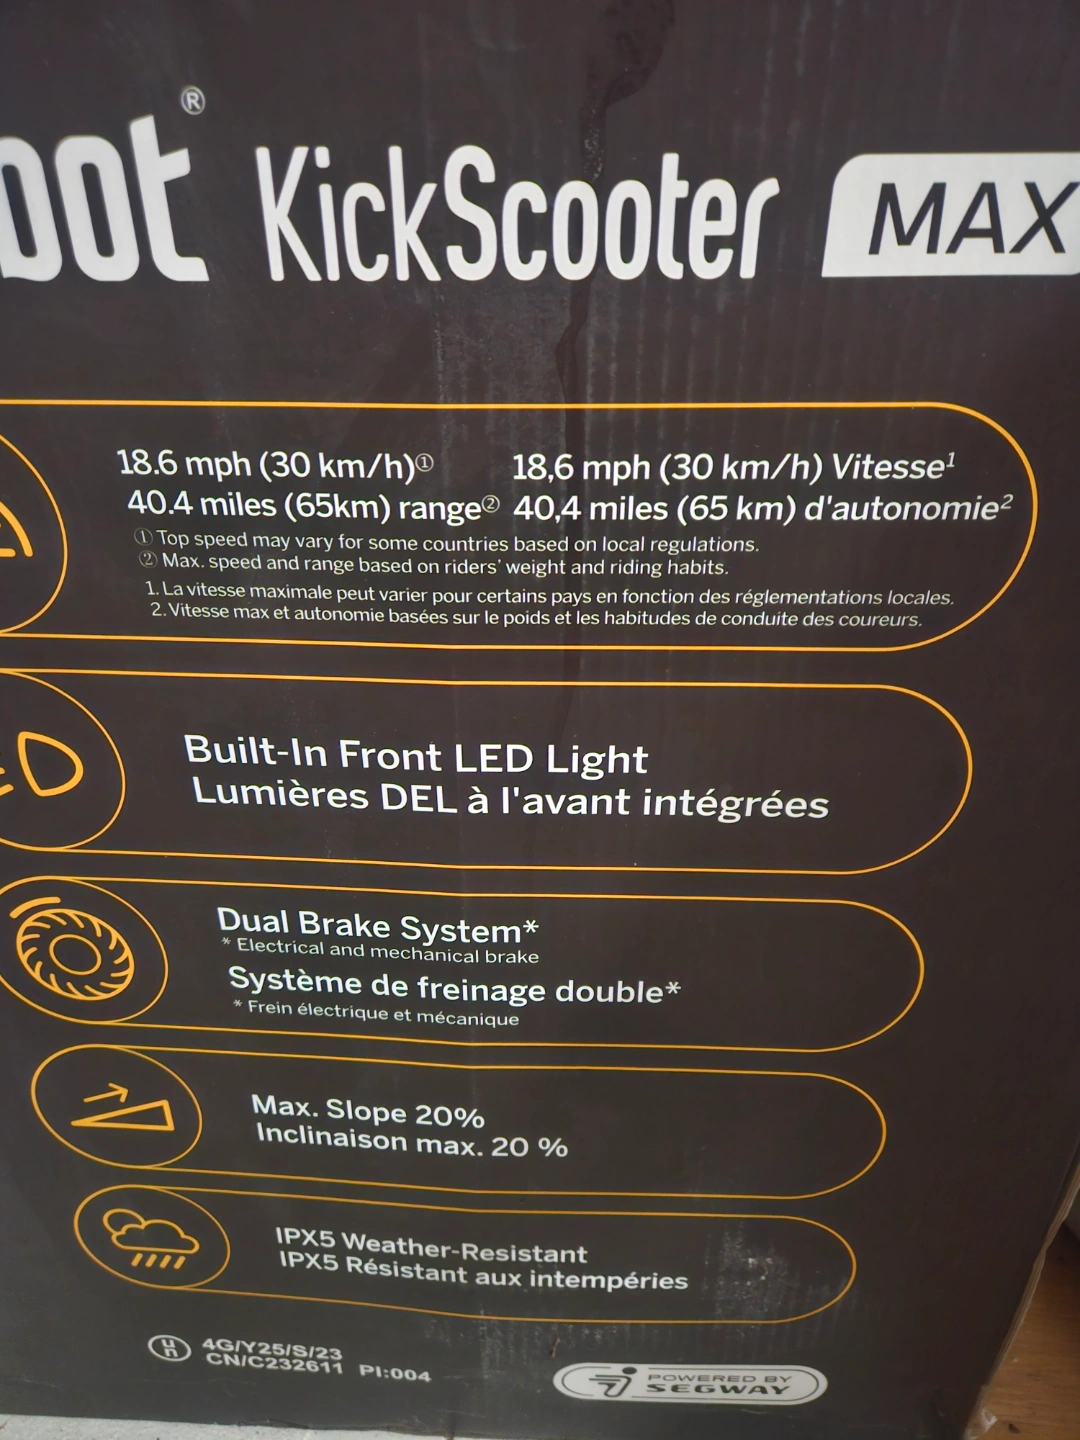 bot® KickScooter MAX
18.6 mph (30 km/h)① 18,6 mph (30 km/h) Vitesse¹
40.4 miles (65km) range② 40,4 miles (65 km) d'autonomie²
① Top speed may vary for some countries based on local regulations.
② Max. speed and range based on riders' weight and riding habits.
1. La vitesse maximale peut varier pour certains pays en fonction des réglementations locales.
2. Vitesse max et autonomie basées sur le poids et les habitudes de conduite des coureurs.
Built-In Front LED Light
Lumières DEL à l'avant intégrées
Dual Brake System*
* Electrical and mechanical brake
Système de freinage double*
* Frein électrique et mécanique
Max. Slope 20%
Inclinaison max. 20 %
IPX5 Weather-Resistant
IPX5 Résistant aux intempéries
4G/Y25/S/23
CN/C232611 PI:004
POWERED BY
SEGWAY